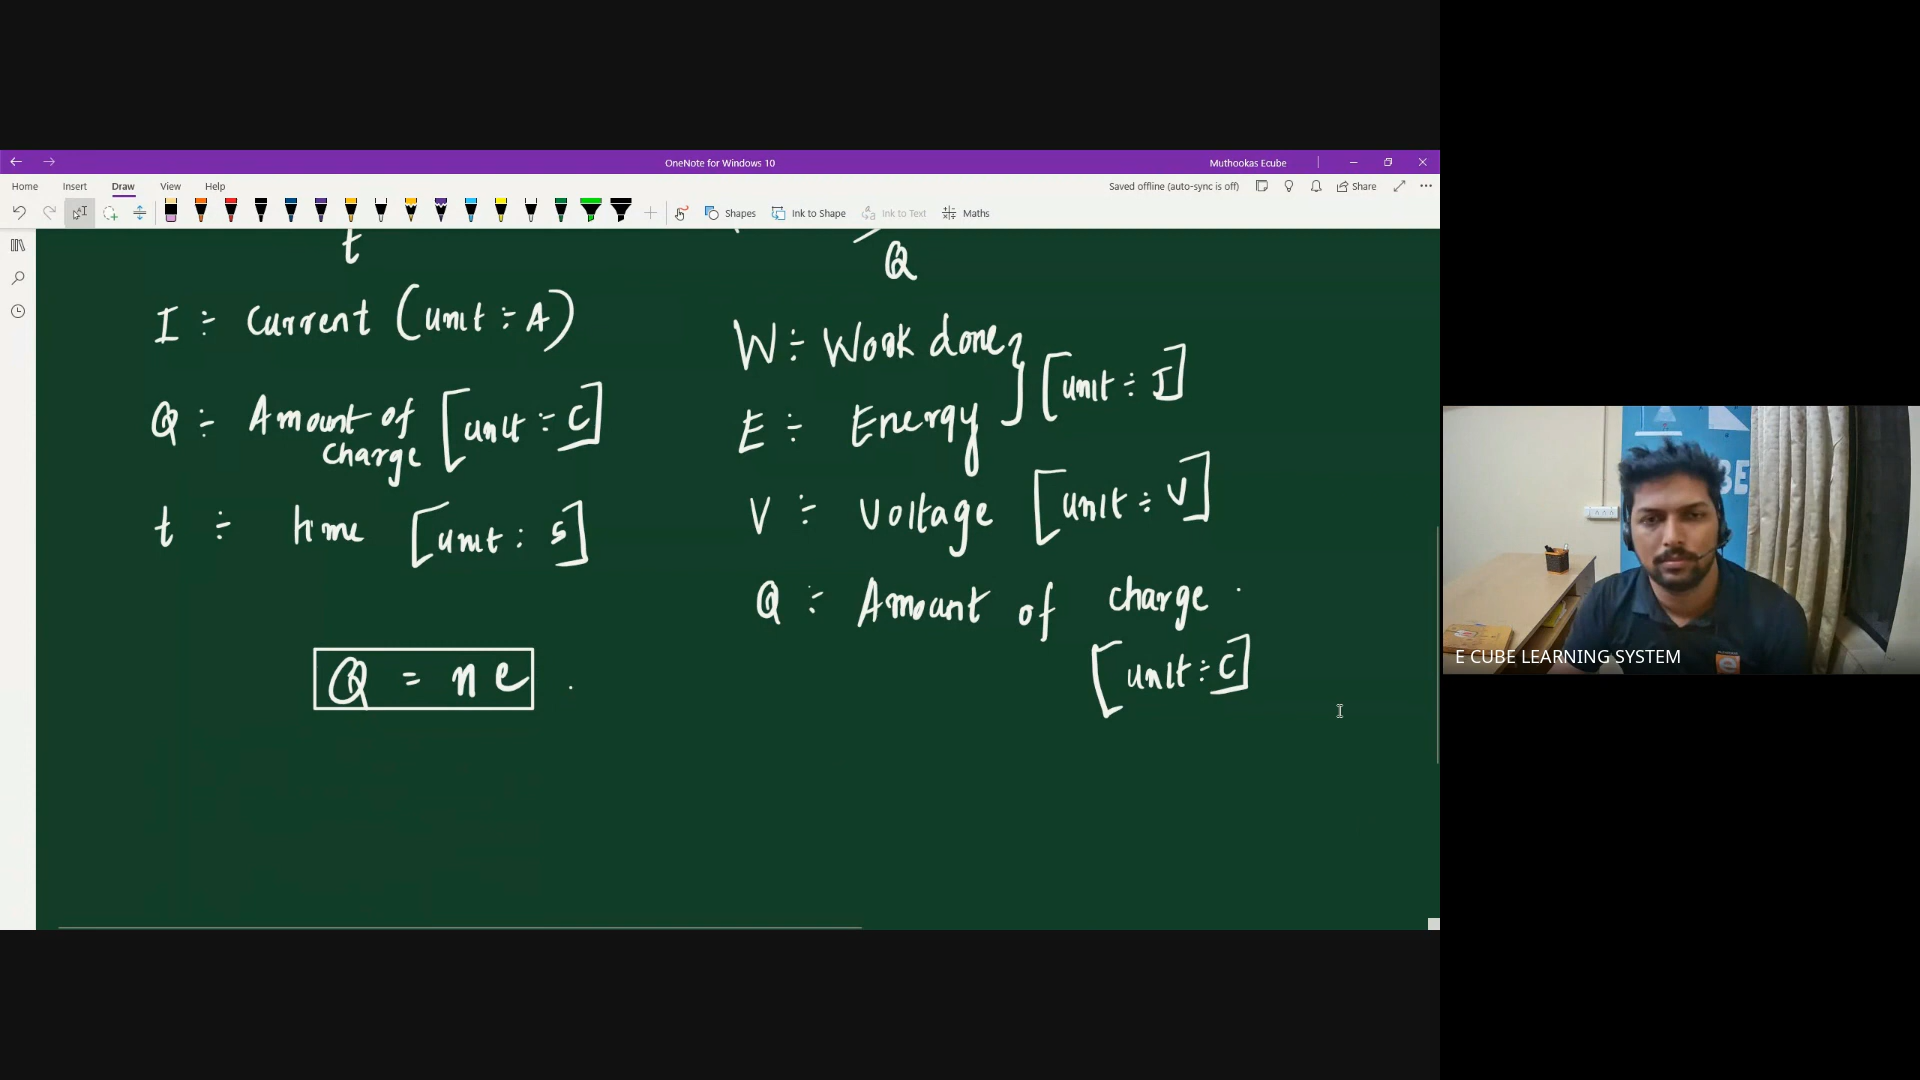 OneNote for Windows 10
Muthookas Ecube
Home Insert Draw View Help
Saved offline (auto-sync is off)
Share
Shapes
Ink to Shape
Ink to Text
Maths
t
I ÷ Current (unit ÷ A)
Q ÷ Amount of charge [unit ÷ C]
t ÷ time [unit : s]
Q = ne
Q
W ÷ Work done
E ÷ Energy
[unit ÷ J]
V ÷ Voltage [unit ÷ V]
Q ÷ Amount of charge .
[unit ÷ C]
BE
E CUBE LEARNING SYSTEM